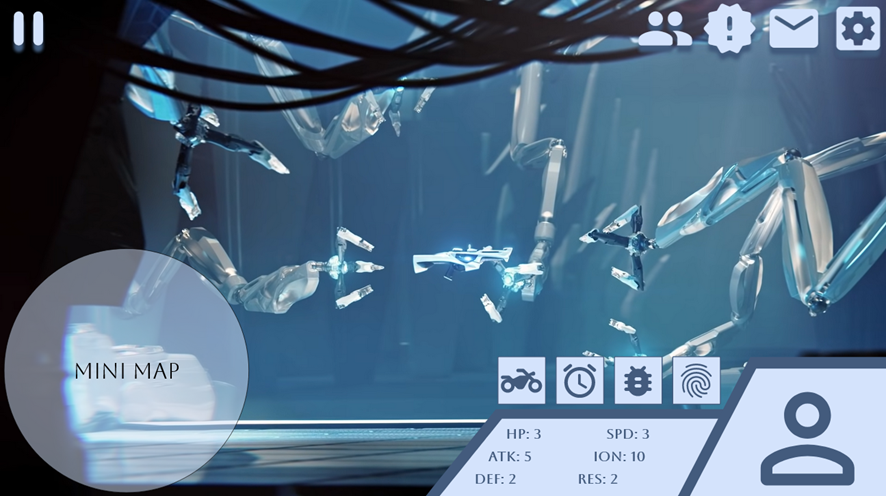 MINI MAP
HP: 3 SPD: 3
ATK: 5 ION: 10
DEF: 2 RES: 2